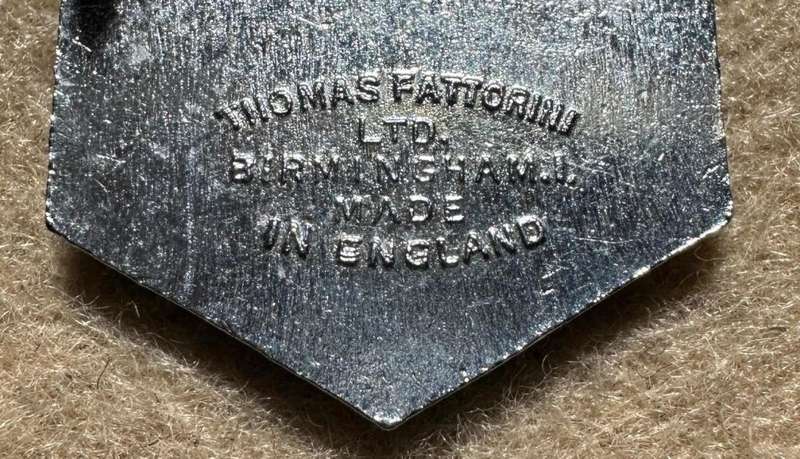 THOMAS FATTORINI
LTD.
BIRMINGHAM.1.
MADE
IN ENGLAND